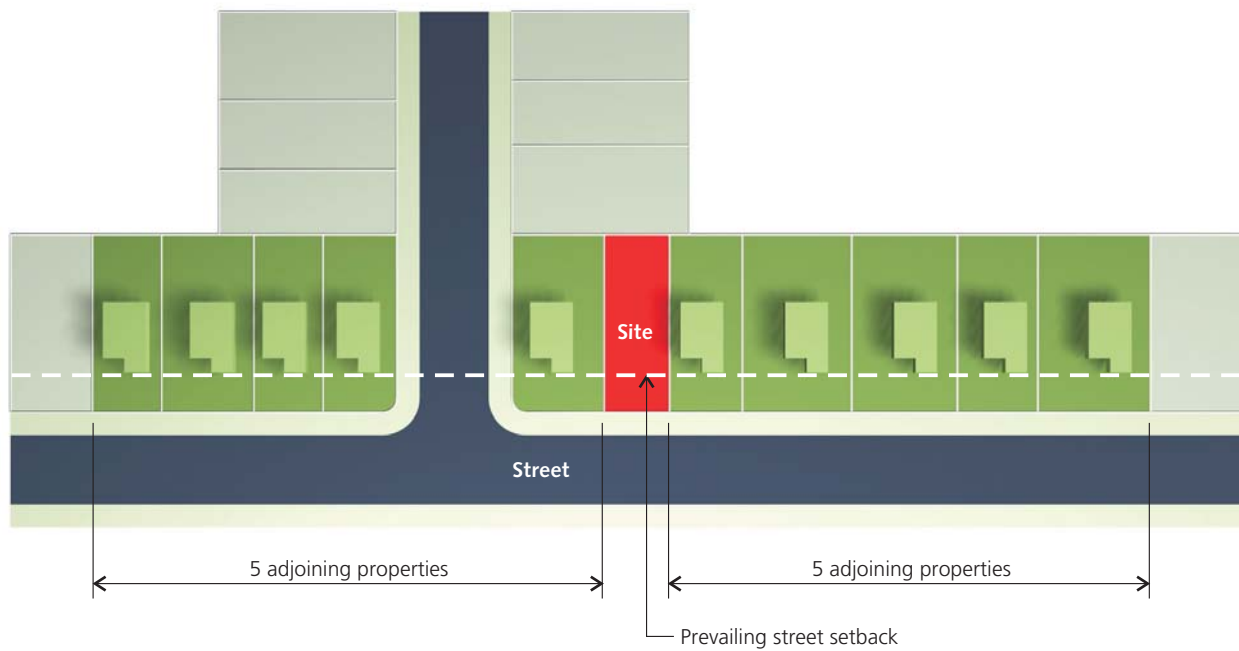 Site
Street
5 adjoining properties
5 adjoining properties
Prevailing street setback